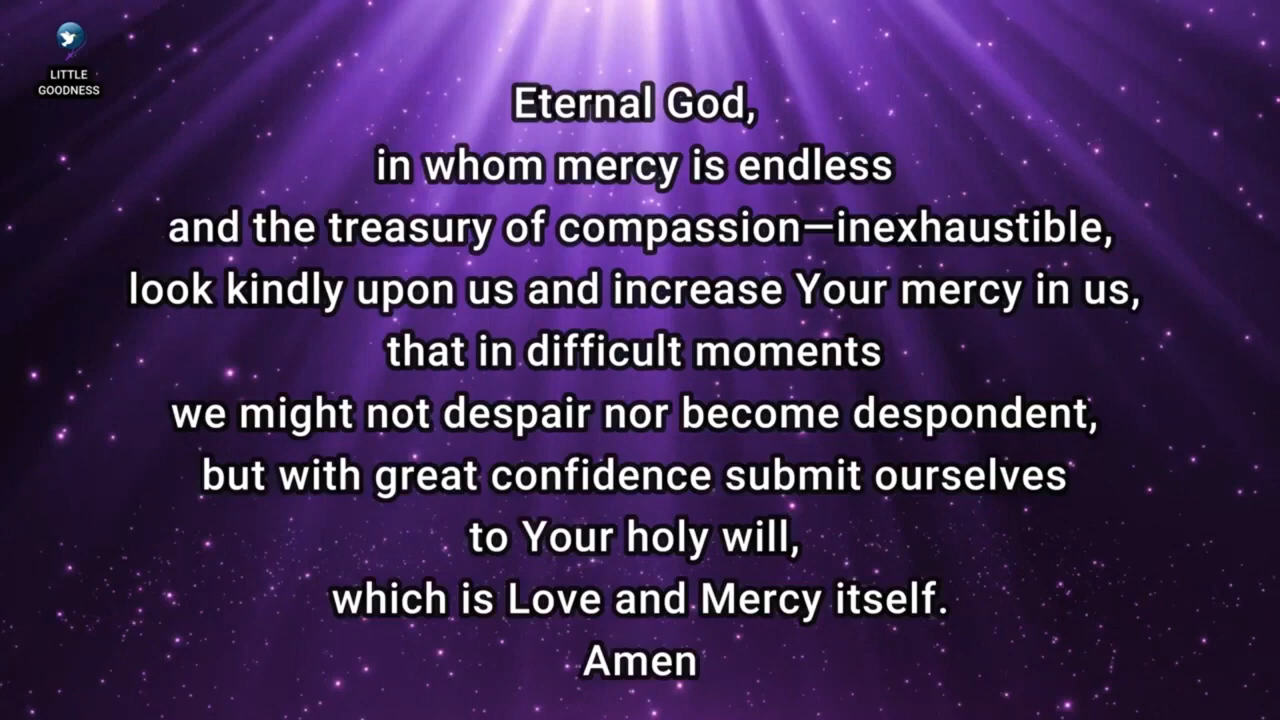 LITTLE
GOODNESS
Eternal God,
in whom mercy is endless
and the treasury of compassion—inexhaustible,
look kindly upon us and increase Your mercy in us,
that in difficult moments
we might not despair nor become despondent,
but with great confidence submit ourselves
to Your holy will,
which is Love and Mercy itself.
Amen